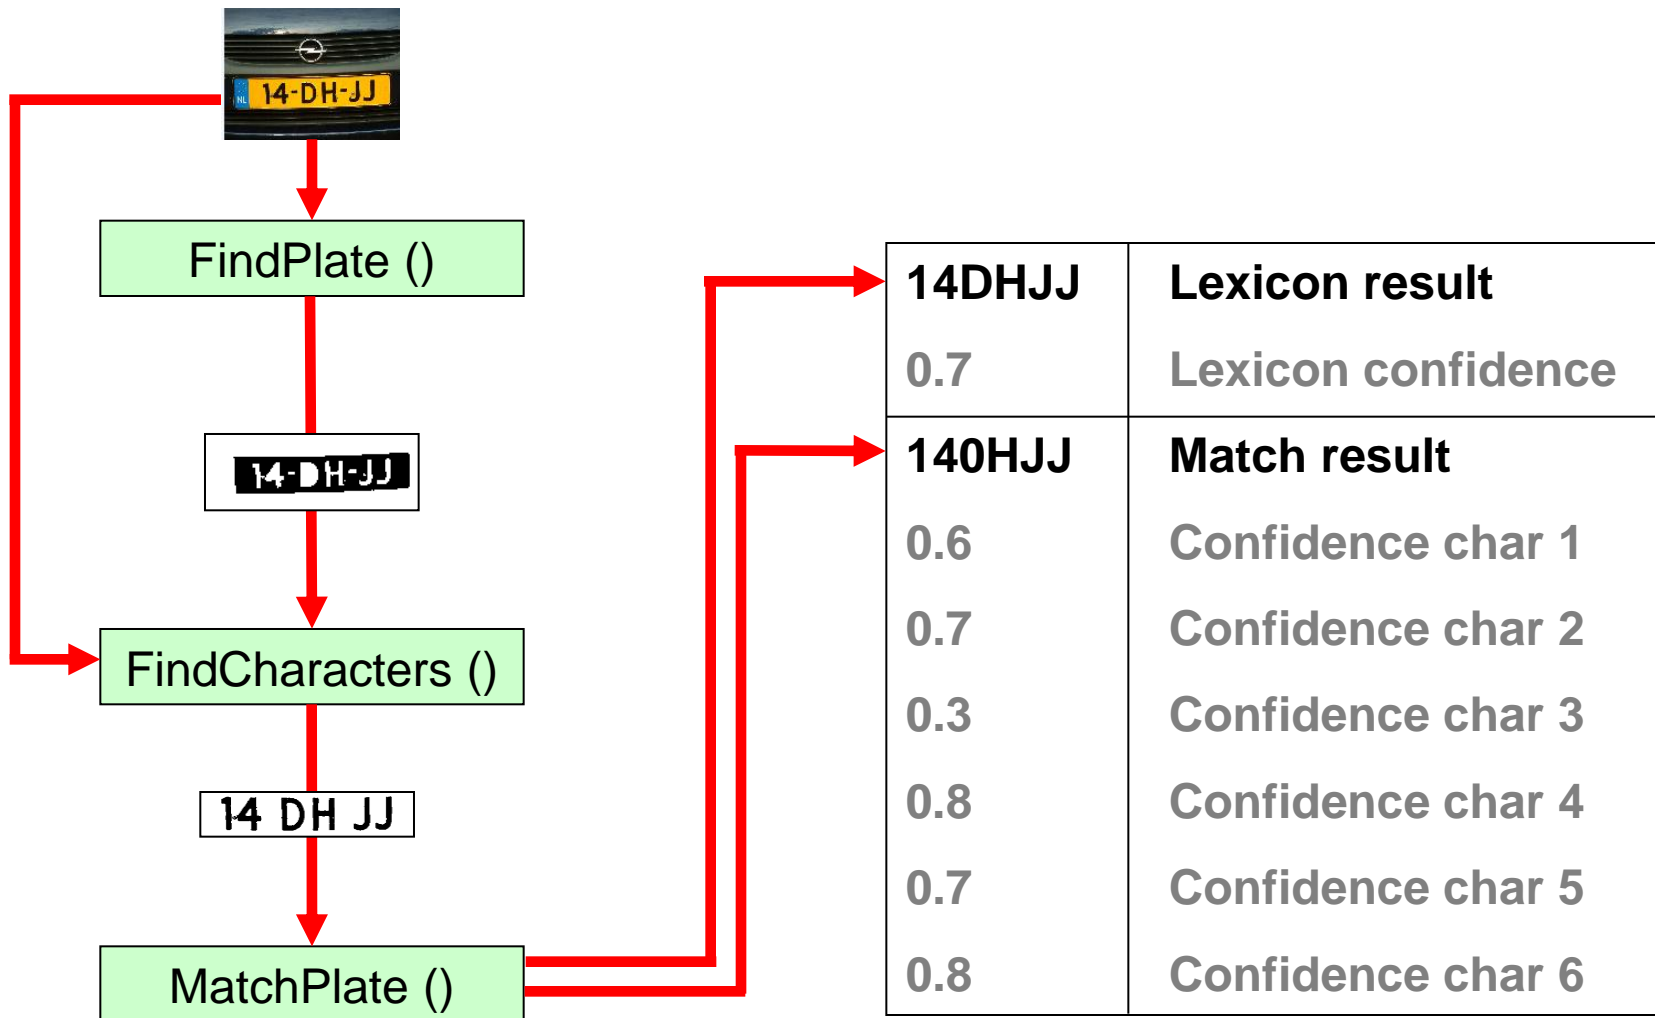 NL 14-DH-JJ
FindPlate ()
14-DH-JJ
FindCharacters ()
14 DH JJ
MatchPlate ()
14DHJJ Lexicon result
0.7 Lexicon confidence
140HJJ Match result
0.6 Confidence char 1
0.7 Confidence char 2
0.3 Confidence char 3
0.8 Confidence char 4
0.7 Confidence char 5
0.8 Confidence char 6